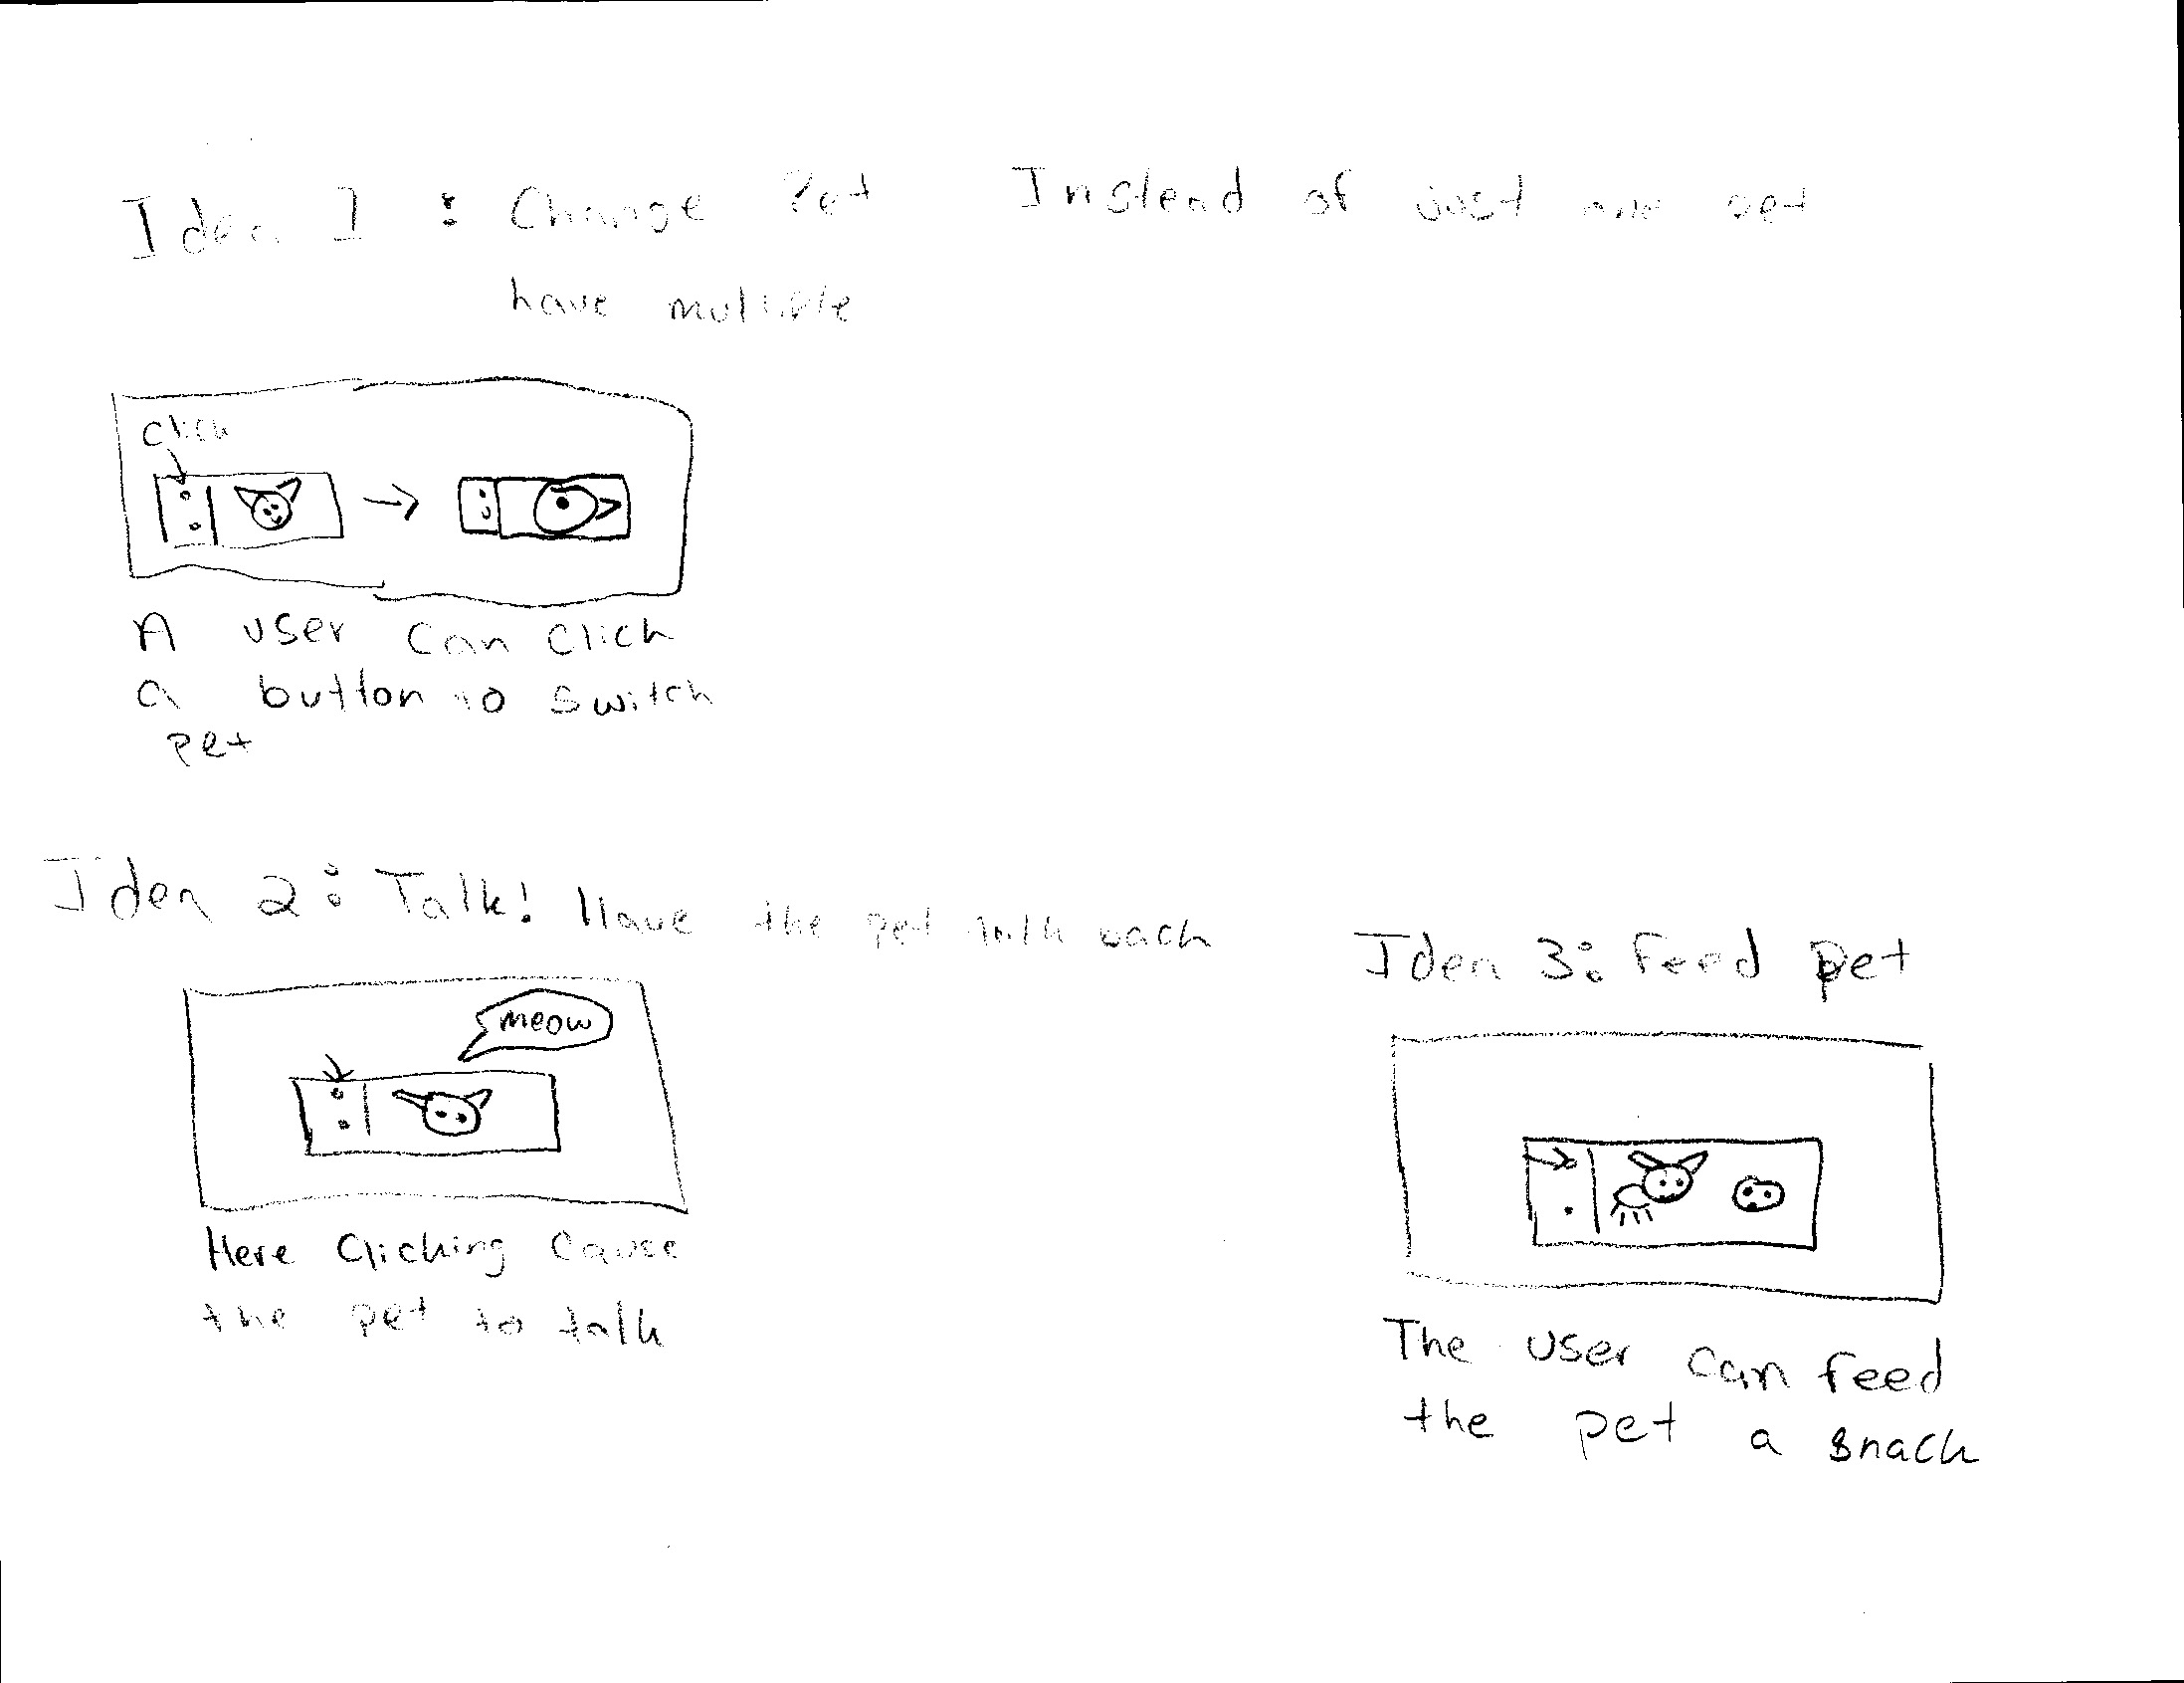 Idea 1 : Change Pet Instead of just one pet
have multiple
Click
A user can click
a button to switch
pet
Idea 2: Talk! Have the pet talk back
meow
Here Clicking Cause
the pet to talk
Idea 3: Feed pet
The user can feed
the pet a snack